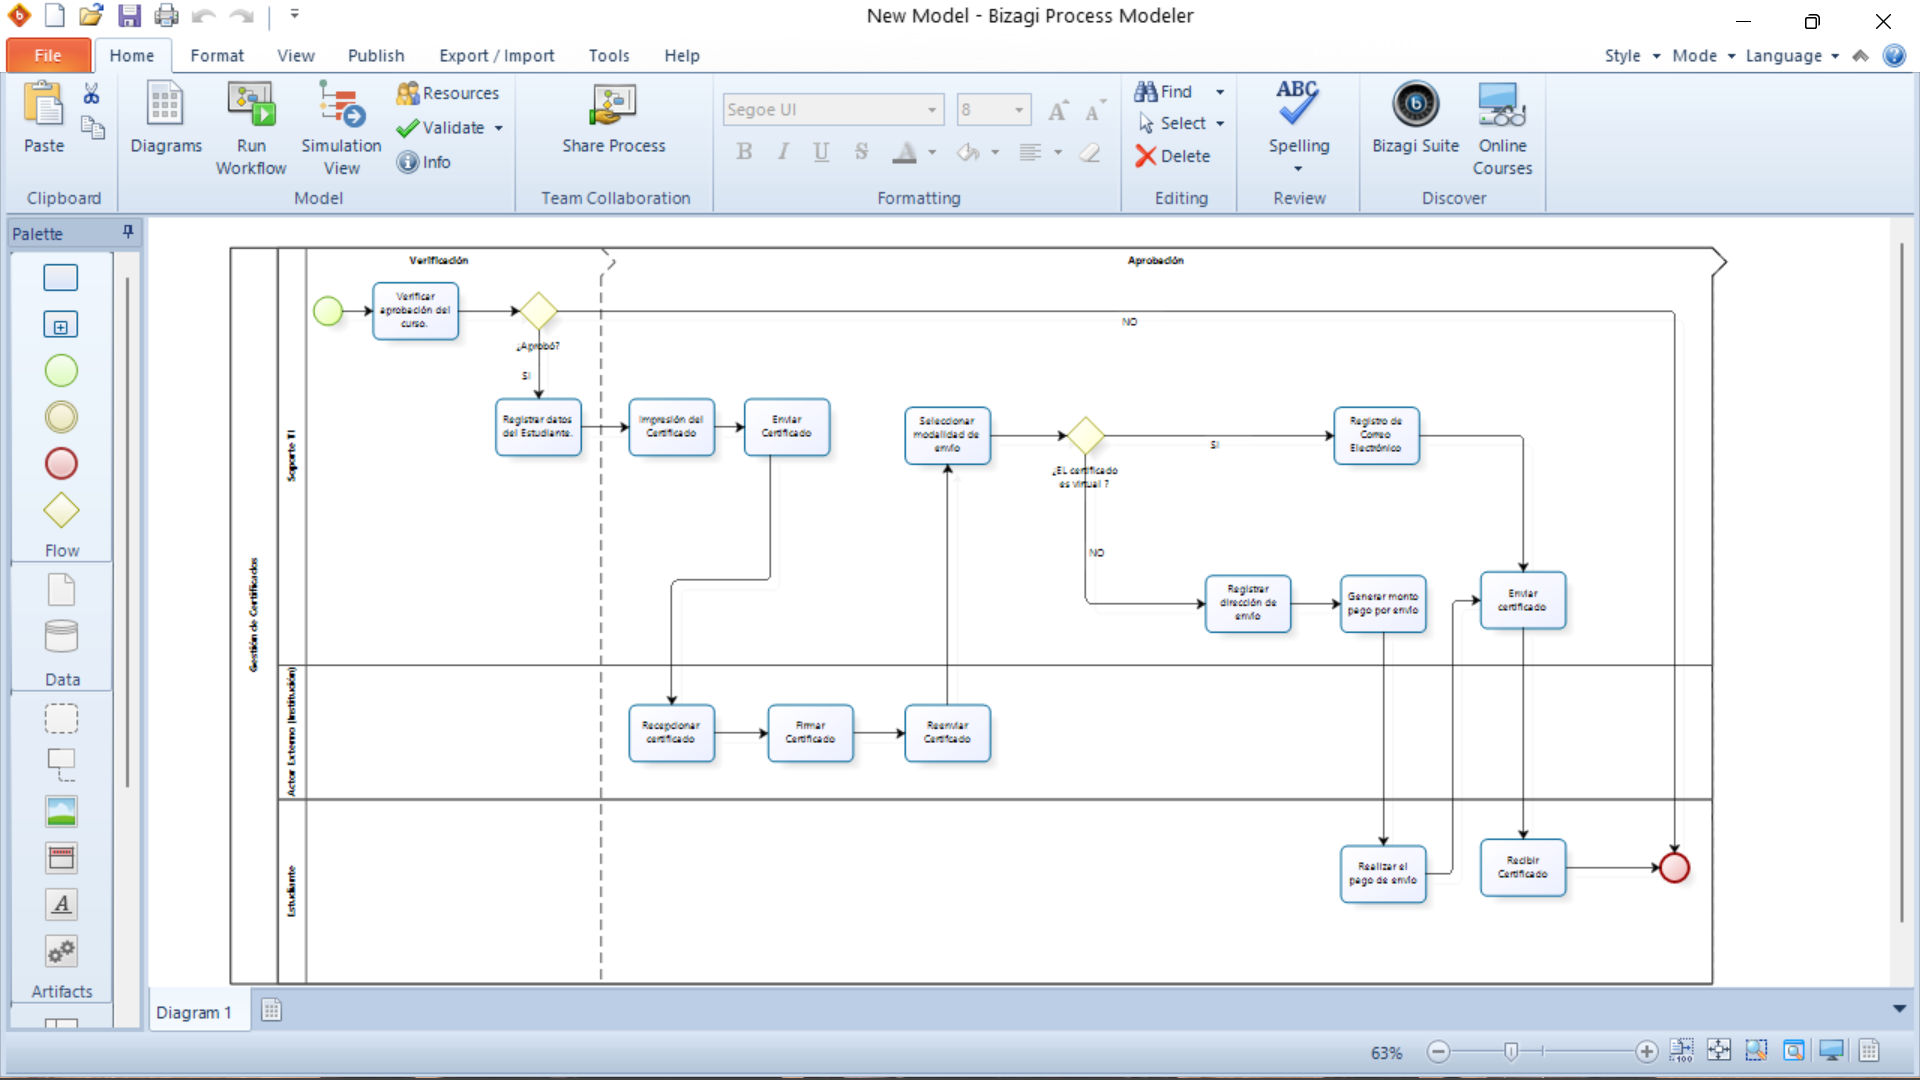 New Model - Bizagi Process Modeler
File
Home
Format
View
Publish
Export / Import
Tools
Help
Style
Mode
Language
Paste
Clipboard
Diagrams
Run
Workflow
Simulation
View
Resources
Validate
Info
Model
Share Process
Team Collaboration
Segoe UI
8
A
A
B
I
U
S
A
Formatting
Find
Select
Delete
Editing
ABC
Spelling
Review
Bizagi Suite
Online
Courses
Discover
Palette
Flow
Data
A
Artifacts
Verificación
Aprobación
Gestión de Certificados
Soporte TI
Actor Externo (Institución)
Estudiante
Verificar
aprobación del
curso.
¿Aprobó?
NO
SI
Registrar datos
del Estudiante.
Impresión del
Certificado
Enviar
Certificado
Seleccionar
modalidad de
envío
¿EL certificado
es virtual ?
SI
NO
Registro de
Correo
Electrónico
Registrar
dirección de
envío
Generar monto
pago por envío
Enviar
certificado
Recepcionar
certificado
Firmar
Certificado
Reenviar
Certifcado
Realizar el
pago de envío
Recibir
Certificado
Diagram 1
63%
100